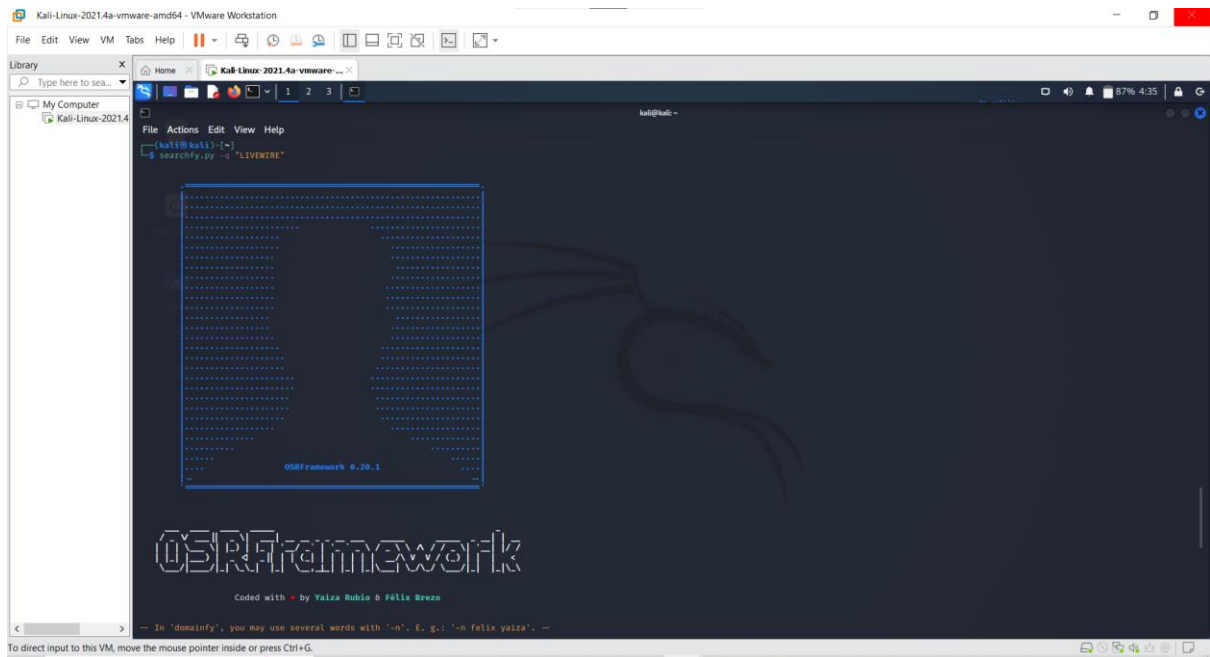 Kali-Linux-2021.4a-vmware-amd64 - VMware Workstation
File Edit View VM Tabs Help
Library X
Home
Kali-Linux-2021.4a-vmware-...
Type here to sea...
1 2 3
87% 4:35
My Computer
Kali-Linux-2021.4
kali@kali: ~
File Actions Edit View Help
(kali㉿kali)-[~]
$ searchfy.py -q "LIVEWIRE"
OSRFramework 0.20.1
OSRFramework
Coded with ♥ by Yaiza Rubio & Félix Brezo
-- In 'domainfy', you may use several words with '-n'. E. g.: '-n felix yaiza'. --
To direct input to this VM, move the mouse pointer inside or press Ctrl+G.